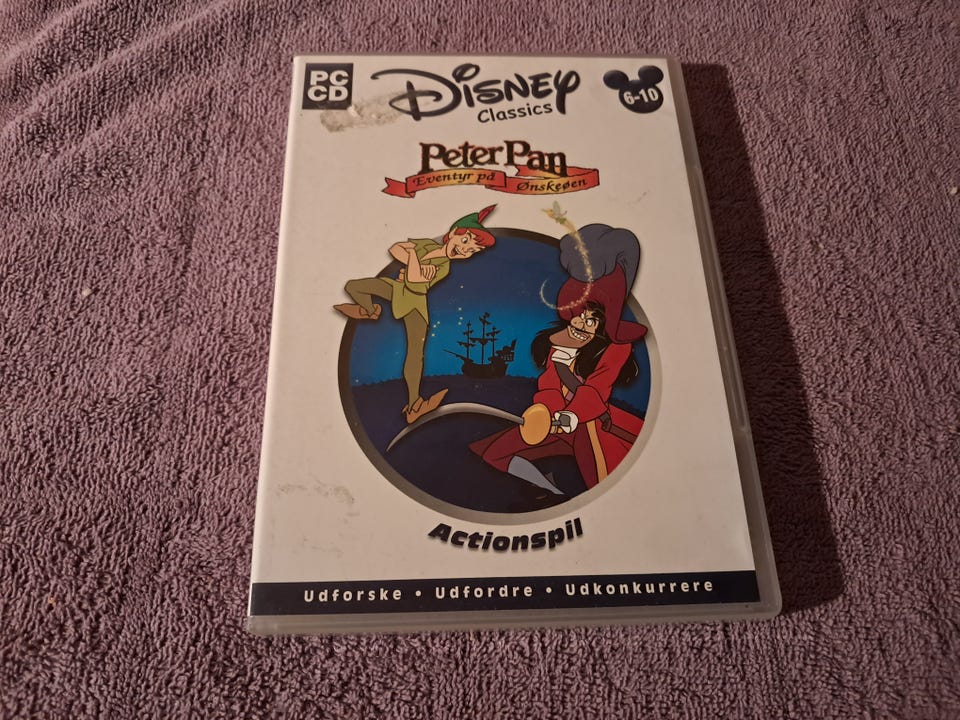 PC
CD
Disney
Classics
6-10
Peter Pan
Eventyr på Ønskeøen
Actionspil
Udforske • Udfordre • Udkonkurrere